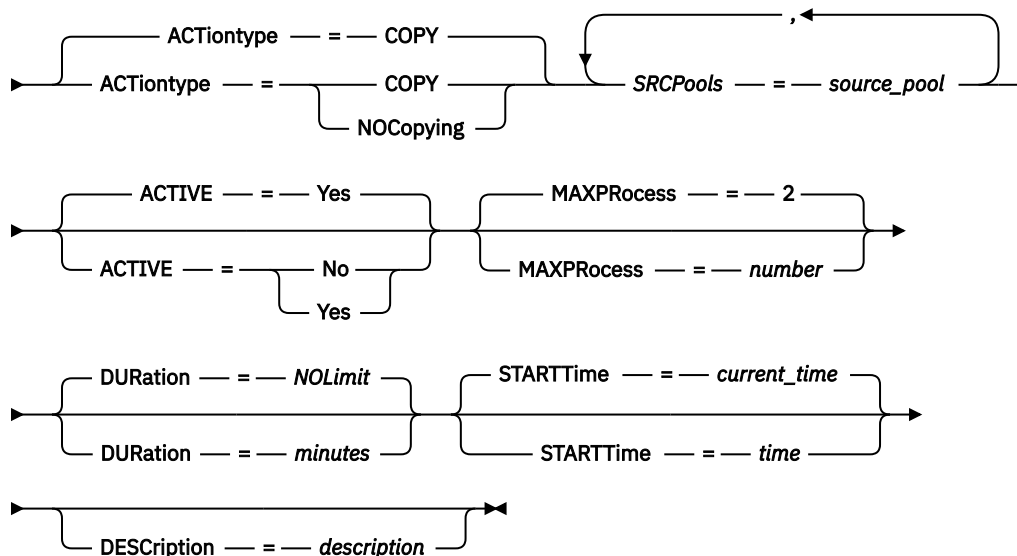 ,
ACTiontype = COPY
ACTiontype = COPY SRCPools = source_pool
NOCopying
ACTIVE = Yes MAXPRocess = 2
ACTIVE = No MAXPRocess = number
Yes
DURation = NOLimit STARTTime = current_time
DURation = minutes STARTTime = time
DESCription = description